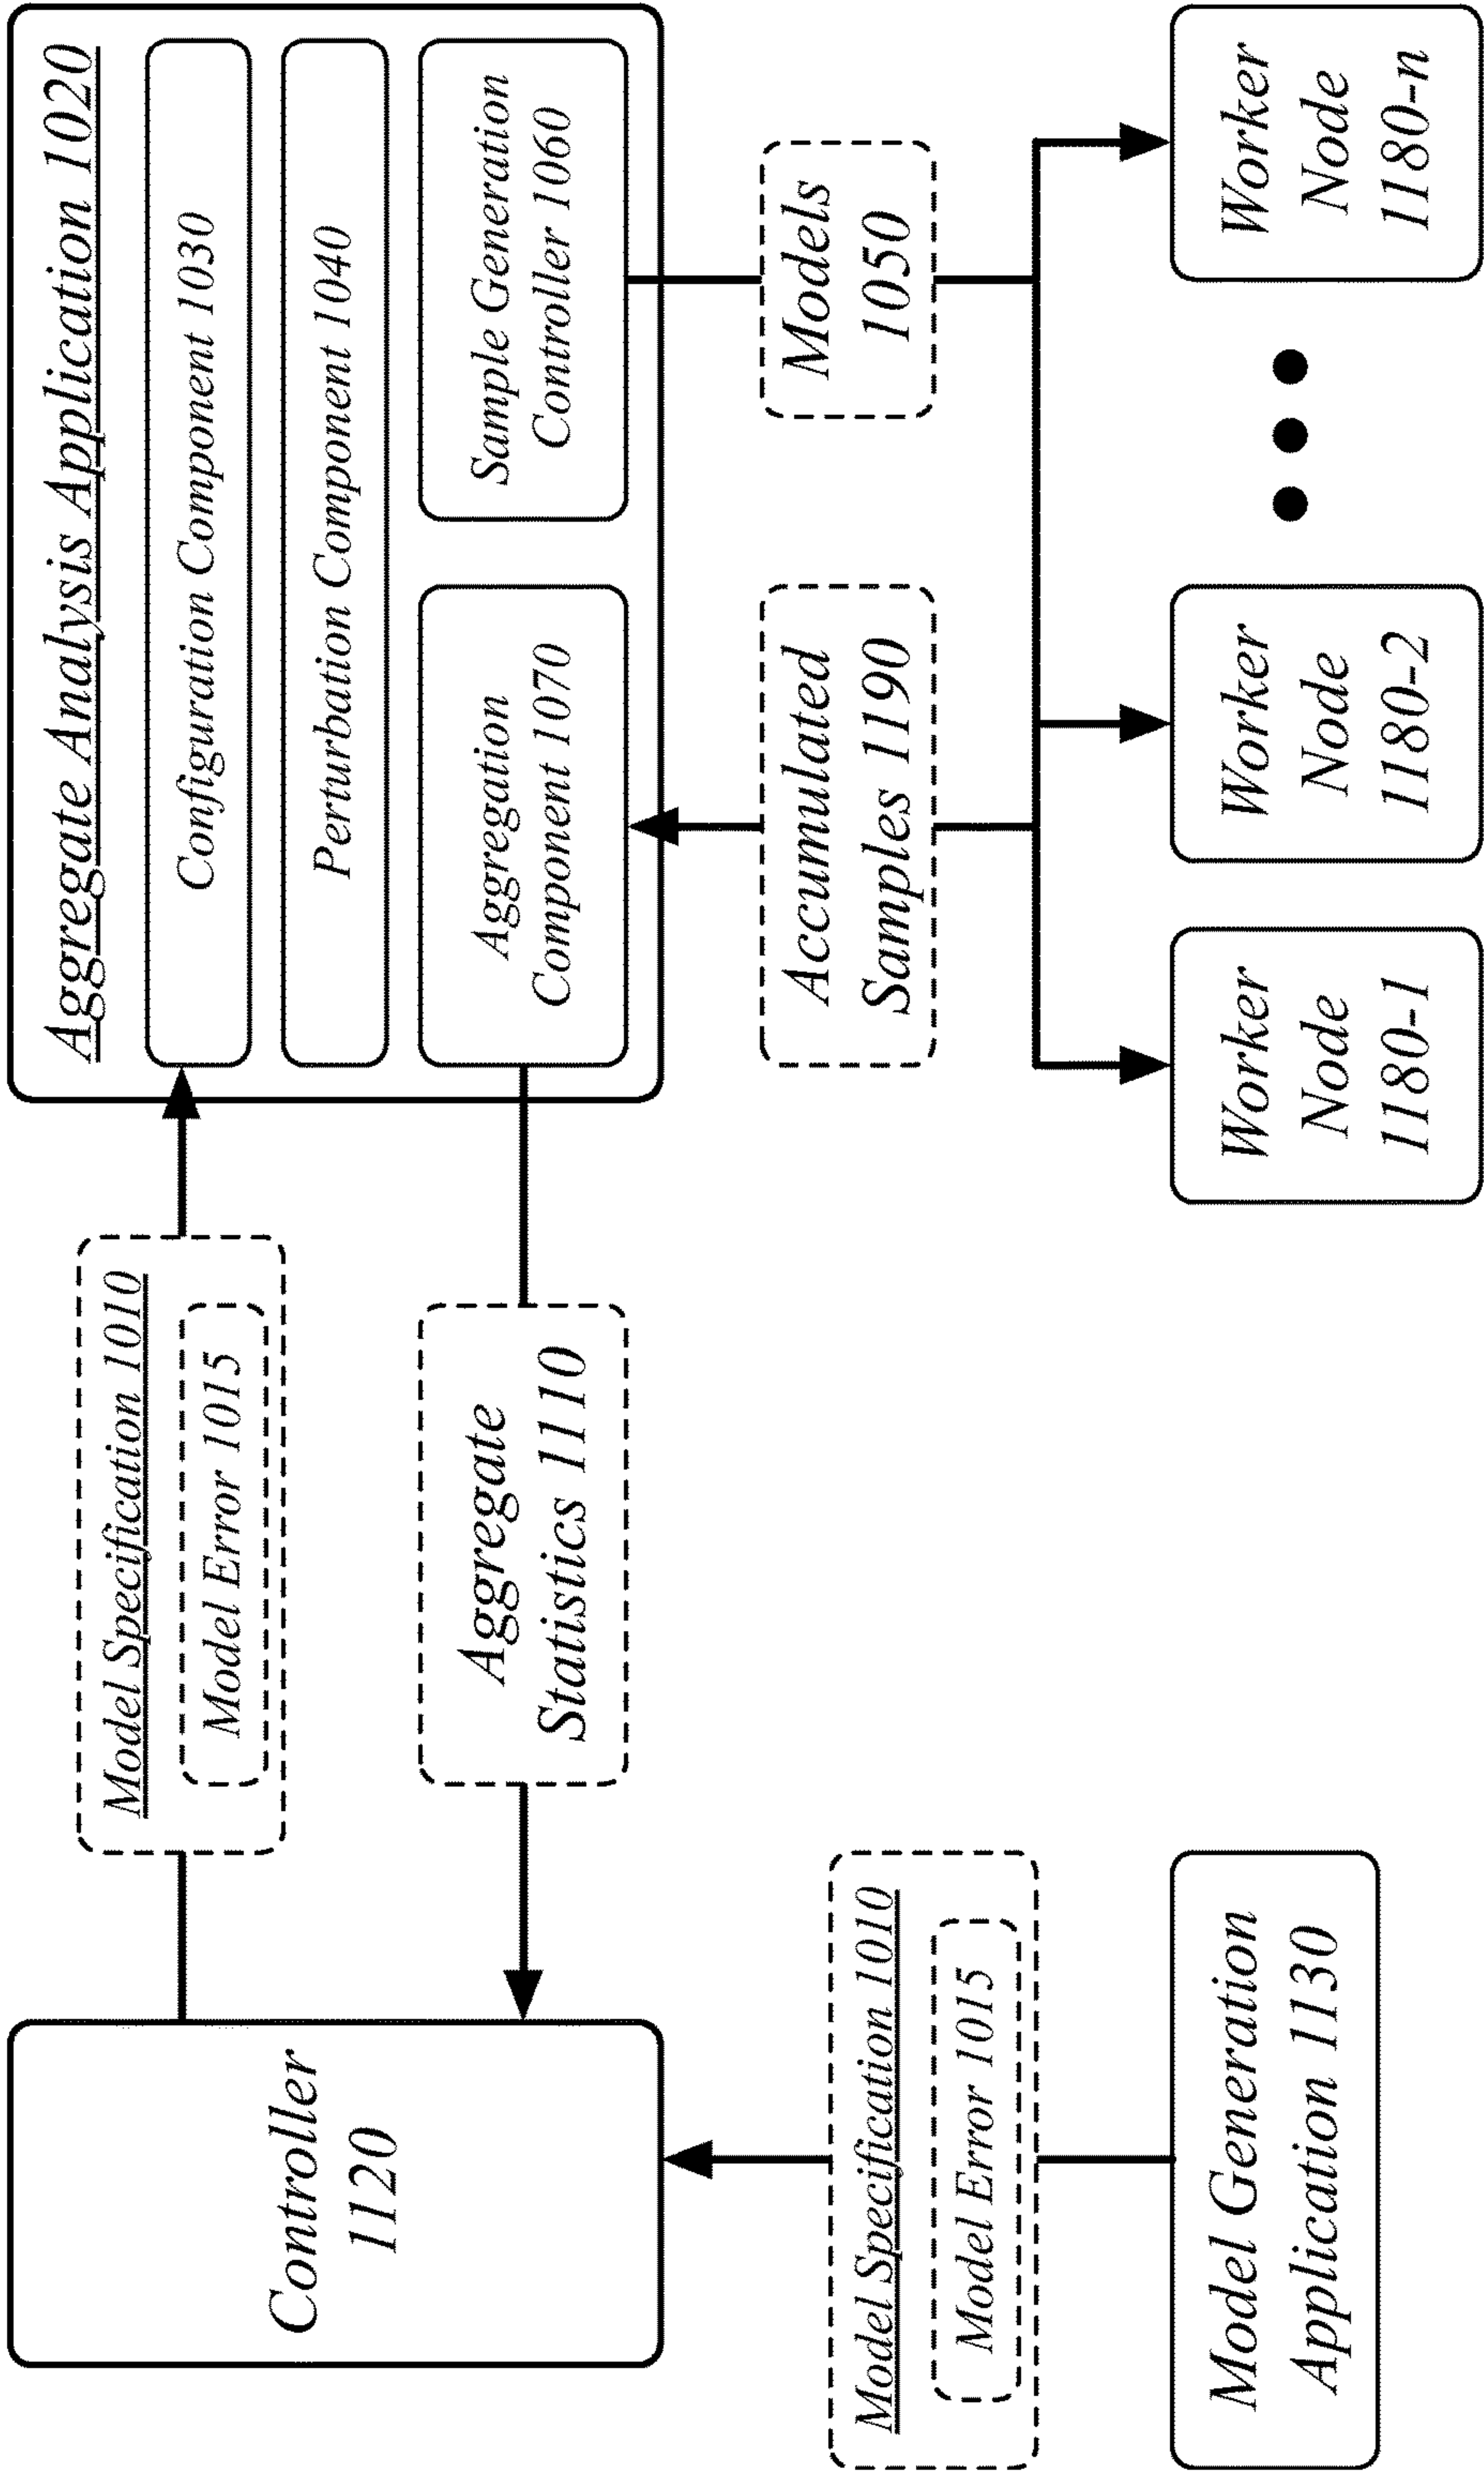 Controller
1120
Model Specification 1010
Model Error 1015
Aggregate
Statistics 1110
Aggregate Analysis Application 1020
Configuration Component 1030
Perturbation Component 1040
Aggregation
Component 1070
Sample Generation
Controller 1060
Model Specification 1010
Model Error 1015
Accumulated
Samples 1190
Models
1050
Model Generation
Application 1130
Worker
Node
1180-1
Worker
Node
1180-2
Worker
Node
1180-n